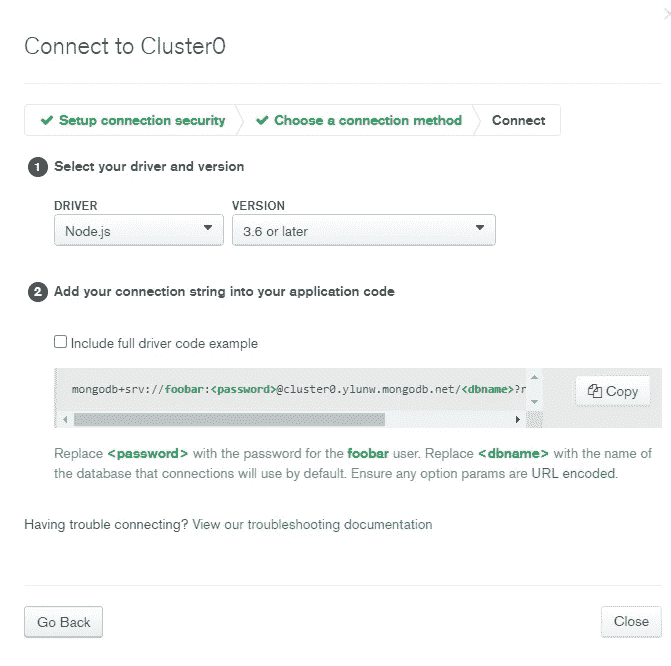 Connect to Cluster0
Setup connection security
Choose a connection method
Connect
1 Select your driver and version
DRIVER
VERSION
Node.js
3.6 or later
2 Add your connection string into your application code
Include full driver code example
mongodb+srv://foobar:<password>@cluster0.ylunw.mongodb.net/<dbname>?r
Copy
Replace <password> with the password for the foobar user. Replace <dbname> with the name of
the database that connections will use by default. Ensure any option params are URL encoded.
Having trouble connecting? View our troubleshooting documentation
Go Back
Close